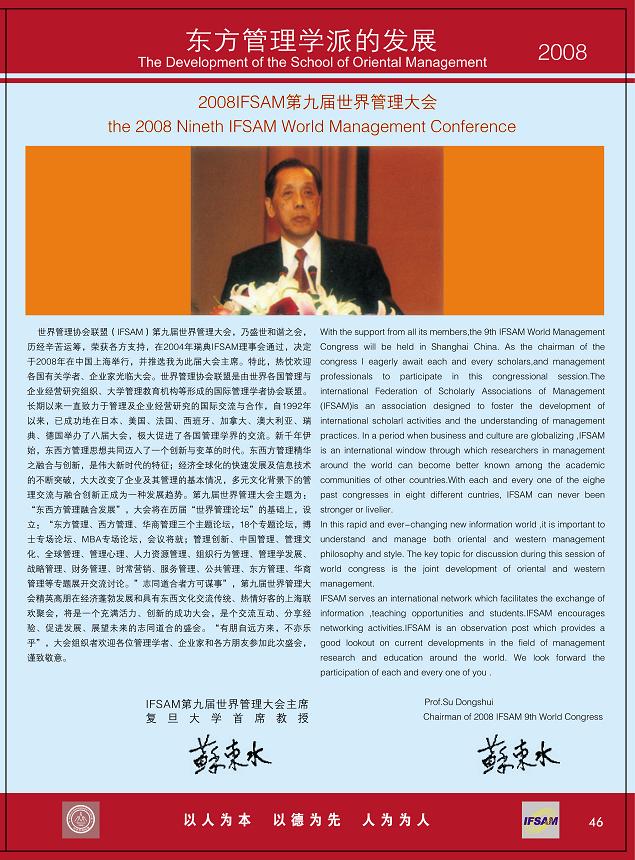 东方管理学派的发展
The Development of the School of Oriental Management
2008
2008IFSAM第九届世界管理大会
the 2008 Nineth IFSAM World Management Conference
世界管理协会联盟（IFSAM）第九届世界管理大会，乃盛世和谐之会，
历经辛苦运筹，荣获各方支持，在2004年瑞典IFSAM理事会通过，决定
于2008年在中国上海举行，并推选我为此届大会主席。特此，热忱欢迎
各国有关学者、企业家光临大会。世界管理协会联盟是由世界各国管理与
企业经营研究组织、大学管理教育机构等形成的国际管理学者协会联盟。
长期以来一直致力于管理及企业经营研究的国际交流与合作，自1992年
以来，已成功地在日本、美国、法国、西班牙、加拿大、澳大利亚、瑞
典、德国举办了八届大会，极大促进了各国管理学界的交流。新千年伊
始，东西方管理思想共同迈入了一个创新与变革的时代。东西方管理精华
之融合与创新，是伟大新时代的特征；经济全球化的快速发展及信息技术
的不断突破，大大改变了企业及其管理的基本情况，多元文化背景下的管
理交流与融合创新正成为一种发展趋势。第九届世界管理大会主题为：
“东西方管理融合发展”，大会将在历届“世界管理论坛”的基础上，设
立：“东方管理、西方管理、华商管理三个主题论坛，18个专题论坛，博
士专场论坛、MBA专场论坛，会议将就；管理创新、中国管理、管理文
化、全球管理、管理心理、人力资源管理、组织行为管理、管理学发展、
战略管理、财务管理、时常营销、服务管理、公共管理、东方管理、华商
管理等专题展开交流讨论。”志同道合者方可谋事”，第九届世界管理大
会精英高朋在经济蓬勃发展和具有东西文化交流传统、热情好客的上海联
欢聚会，将是一个充满活力、创新的成功大会，是个交流互动、分享经
验、促进发展、展望未来的志同道合的盛会。“有朋自远方来，不亦乐
乎”，大会组织者欢迎各位管理学者、企业家和各方朋友参加此次盛会，
谨致敬意。
IFSAM第九届世界管理大会主席
复旦大学首席教授
蘇東水
With the support from all its members,the 9th IFSAM World Management
Congress will be held in Shanghai China. As the chairman of the
congress I eagerly await each and every scholars,and management
professionals to participate in this congressional session.The
international Federation of Scholarly Associations of Management
(IFSAM)is an association designed to foster the development of
international scholarl activities and the understanding of management
practices. In a period when business and culture are globalizing ,IFSAM
is an international window through which researchers in management
around the world can become better known among the academic
communities of other countries.With each and every one of the eighe
past congresses in eight different cuntries, IFSAM can never been
stronger or livelier.
In this rapid and ever-changing new information world ,it is important to
understand and manage both oriental and western management
philosophy and style. The key topic for discussion during this session of
world congress is the joint development of oriental and western
management.
IFSAM serves an international network which facilitates the exchange of
information ,teaching opportunities and students.IFSAM encourages
networking activities.IFSAM is an observation post which provides a
good lookout on current developments in the field of management
research and education around the world. We look forward the
participation of each and every one of you .
Prof.Su Dongshui
Chairman of 2008 IFSAM 9th World Congress
蘇東水
以人为本 以德为先 人为为人
IFSAM
46